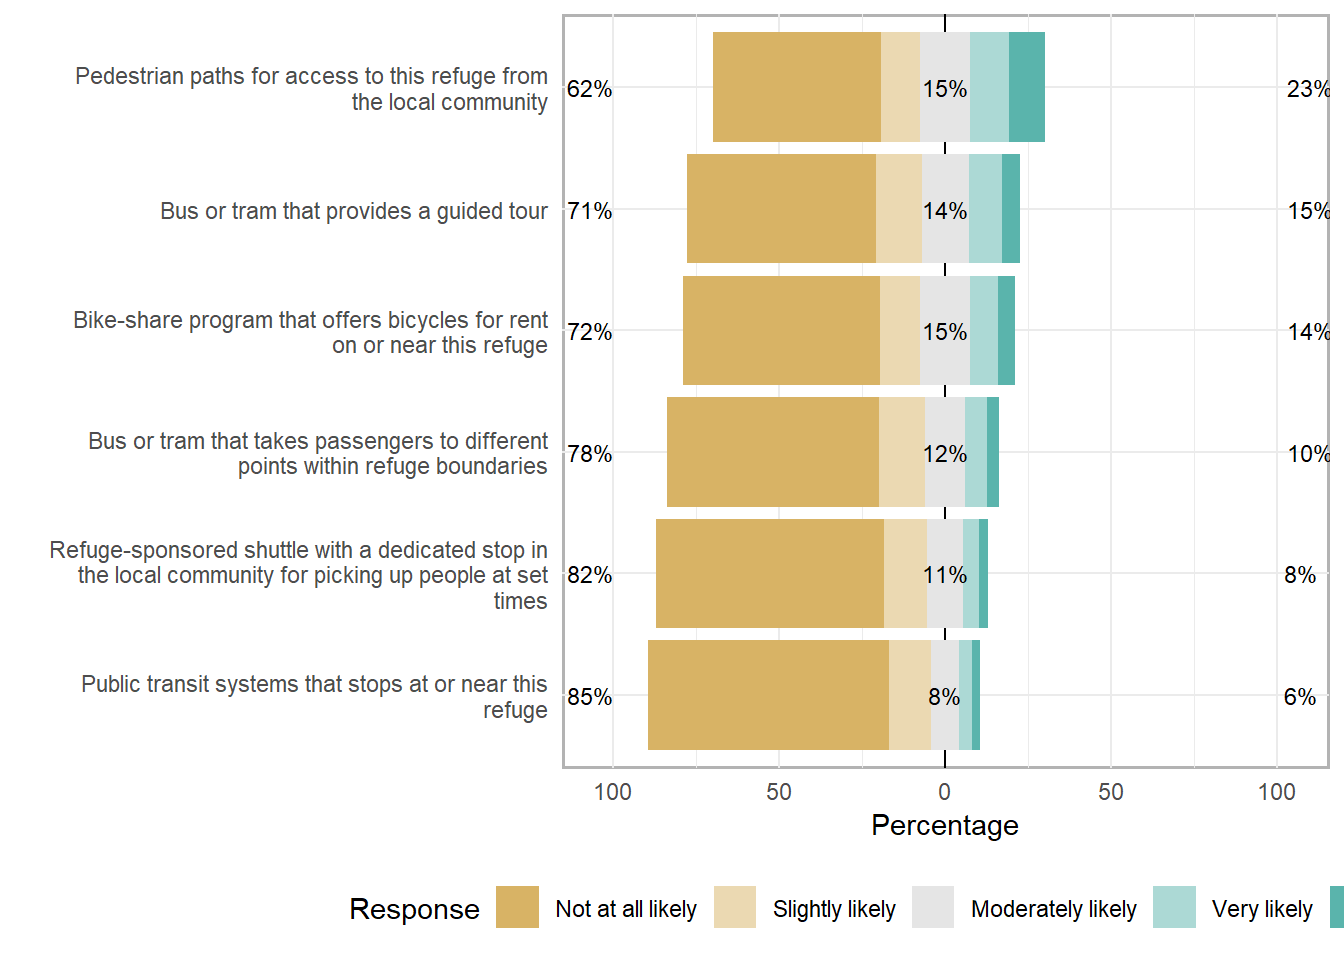 Pedestrian paths for access to this refuge from
the local community
62%
15%
23%
Bus or tram that provides a guided tour
71%
14%
15%
Bike-share program that offers bicycles for rent
on or near this refuge
72%
15%
14%
Bus or tram that takes passengers to different
points within refuge boundaries
78%
12%
10%
Refuge-sponsored shuttle with a dedicated stop in
the local community for picking up people at set
times
82%
11%
8%
Public transit systems that stops at or near this
refuge
85%
8%
6%
100 50 0 50 100
Percentage
Response Not at all likely Slightly likely Moderately likely Very likely